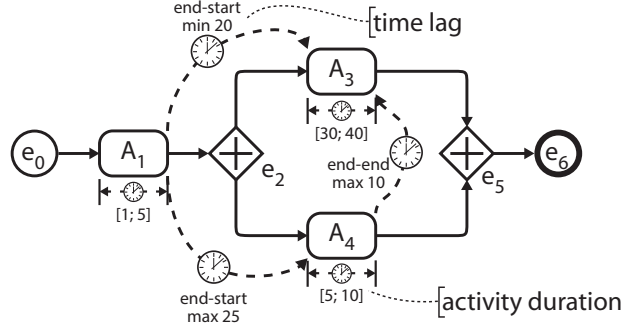 end-start
min 20
time lag
A3
[30; 40]
e0
A1
[1; 5]
e2
end-end
max 10
e5
e6
A4
[5; 10]
end-start
max 25
activity duration